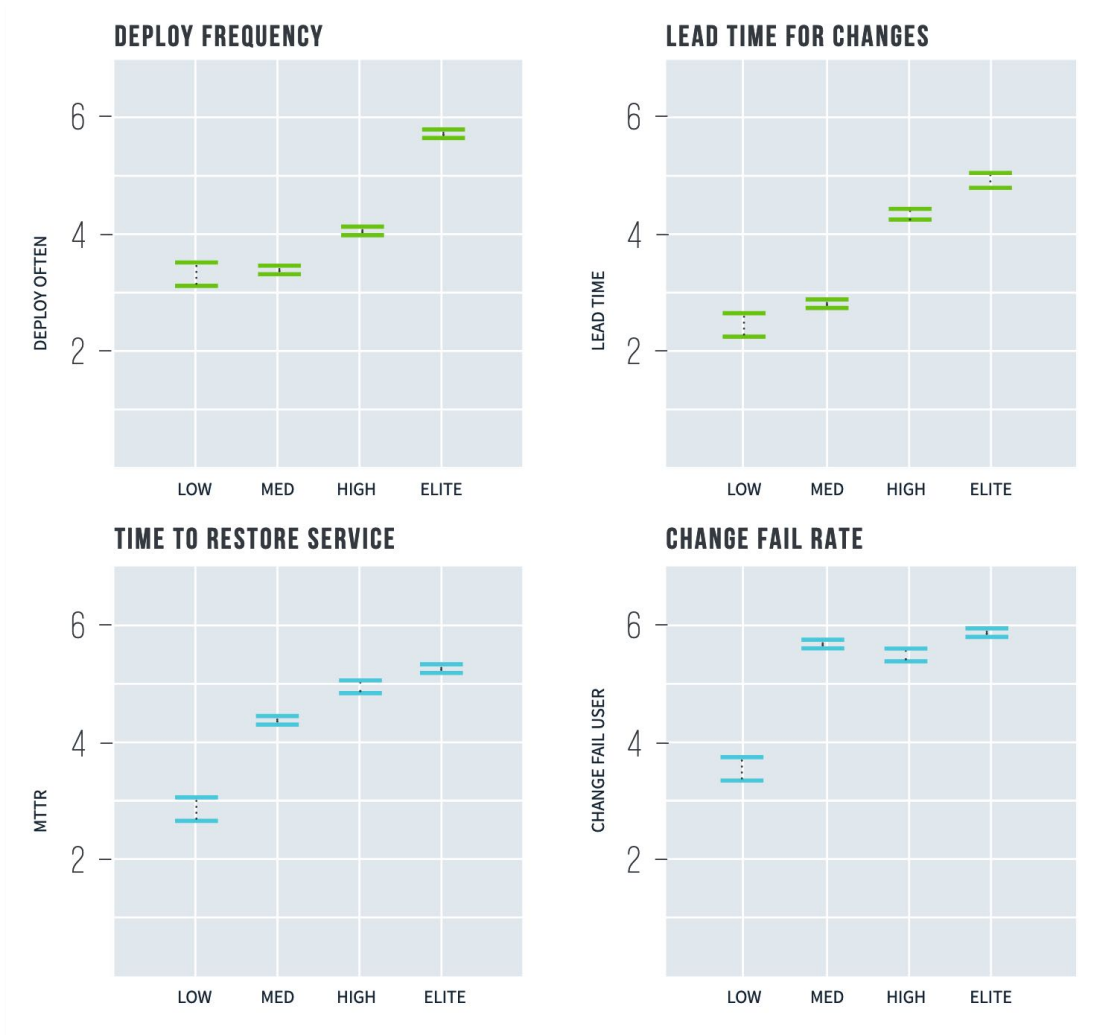 DEPLOY FREQUENCY
6
4
2
DEPLOY OFTEN
LOW MED HIGH ELITE
LEAD TIME FOR CHANGES
6
4
2
LEAD TIME
LOW MED HIGH ELITE
TIME TO RESTORE SERVICE
6
4
2
MTTR
LOW MED HIGH ELITE
CHANGE FAIL RATE
6
4
2
CHANGE FAIL USER
LOW MED HIGH ELITE